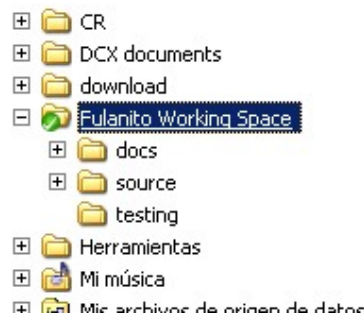 CR
DCX documents
download
Fulanito Working Space
docs
source
testing
Herramientas
Mi música
Mis archivos de origen de datos